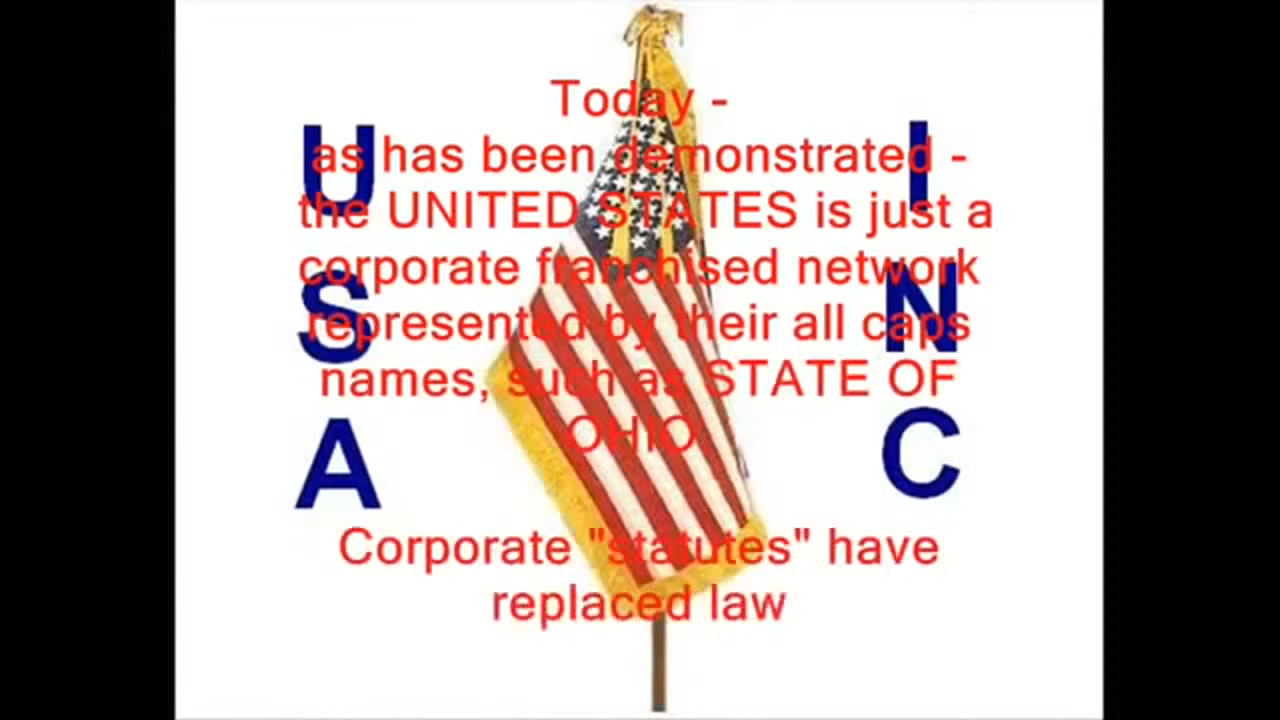 Today -
as has been demonstrated -
the UNITED STATES is just a
corporate franchised network
represented by their all caps
names, such as STATE OF
OHIO
Corporate "statutes" have
replaced law
U
S
A
I
N
C